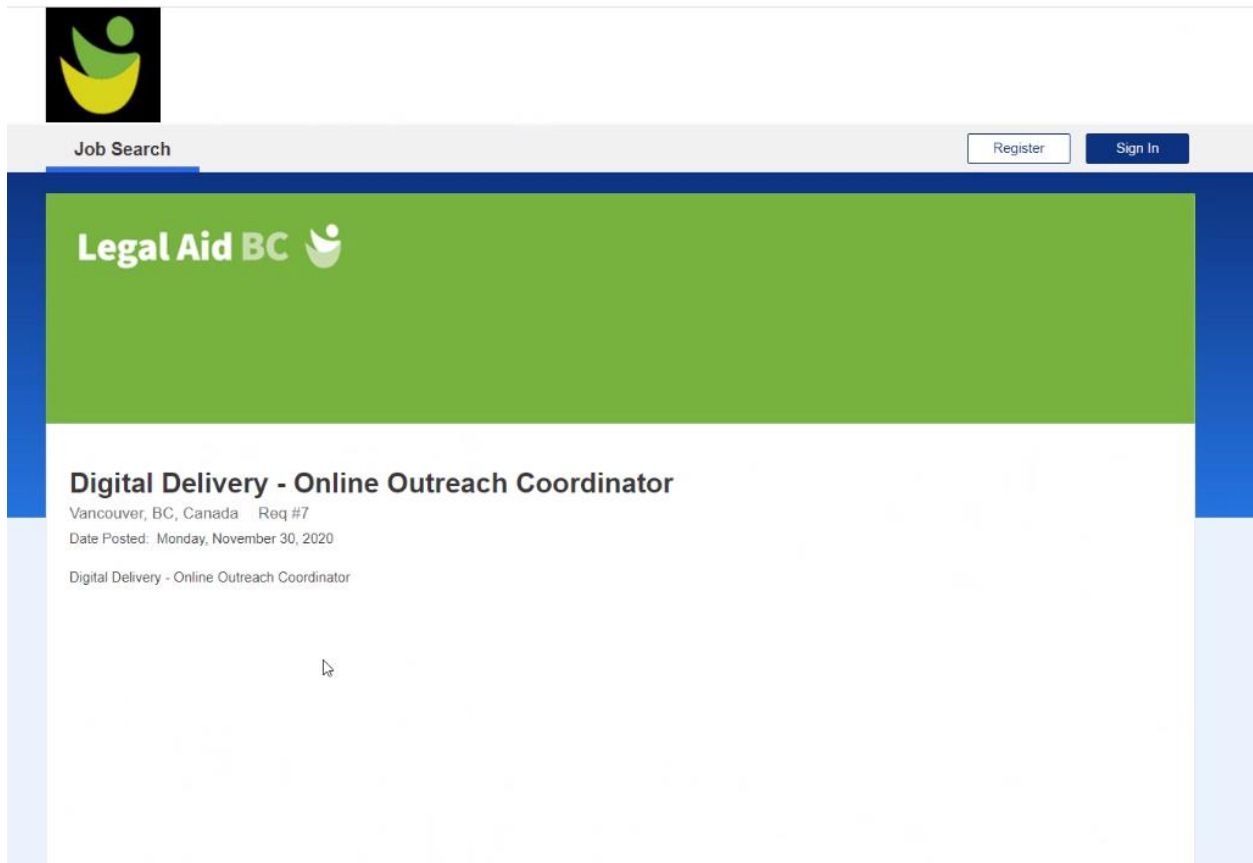 Job Search
Register
Sign In
Legal Aid BC
Digital Delivery - Online Outreach Coordinator
Vancouver, BC, Canada Req #7
Date Posted: Monday, November 30, 2020
Digital Delivery - Online Outreach Coordinator